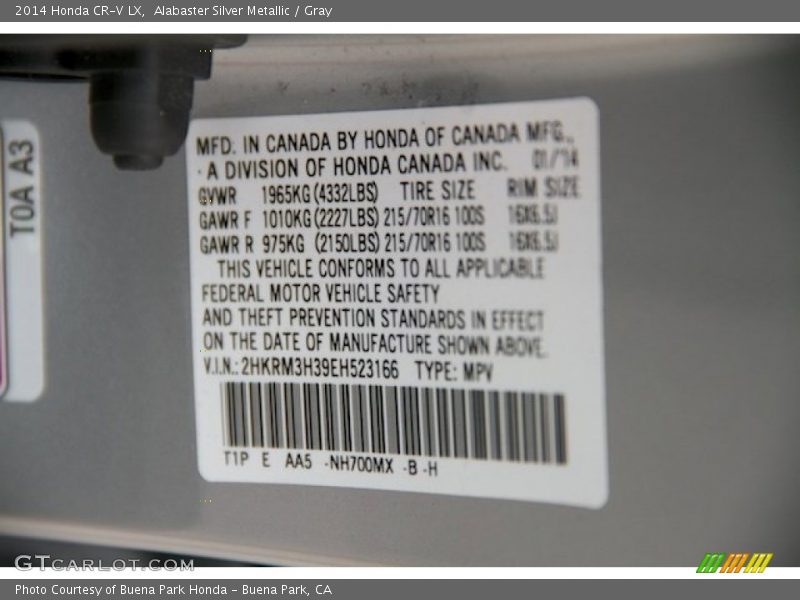 2014 Honda CR-V LX, Alabaster Silver Metallic / Gray
T0A A3
MFD. IN CANADA BY HONDA OF CANADA MFG.,
A DIVISION OF HONDA CANADA INC. 01/14
GVWR 1965KG (4332LBS) TIRE SIZE RIM SIZE
GAWR F 1010KG (2227LBS) 215/70R16 100S 16X6.5J
GAWR R 975KG (2150LBS) 215/70R16 100S 16X6.5J
THIS VEHICLE CONFORMS TO ALL APPLICABLE
FEDERAL MOTOR VEHICLE SAFETY
AND THEFT PREVENTION STANDARDS IN EFFECT
ON THE DATE OF MANUFACTURE SHOWN ABOVE.
V.I.N.: 2HKRM3H39EH523166 TYPE: MPV
T1P E AA5 -NH700MX -B -H
GTCARLOT.COM
Photo Courtesy of Buena Park Honda - Buena Park, CA